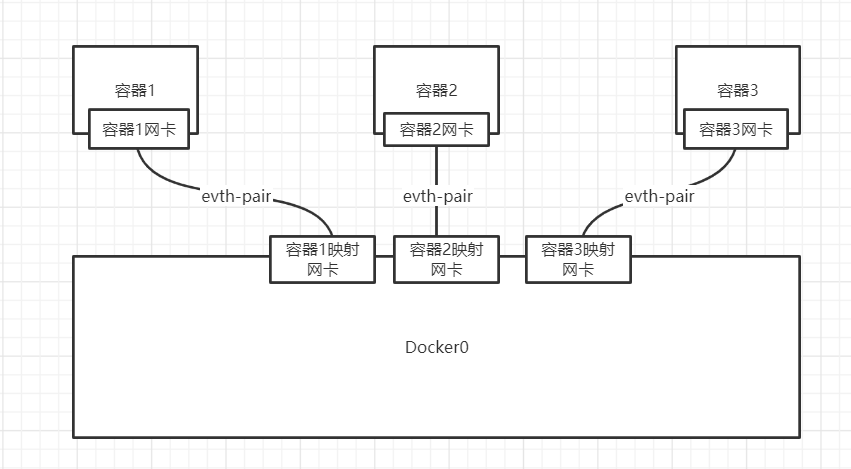 容器1
容器2
容器3
容器1网卡
容器2网卡
容器3网卡
evth-pair
evth-pair
evth-pair
容器1映射
网卡
容器2映射
网卡
容器3映射
网卡
Docker0